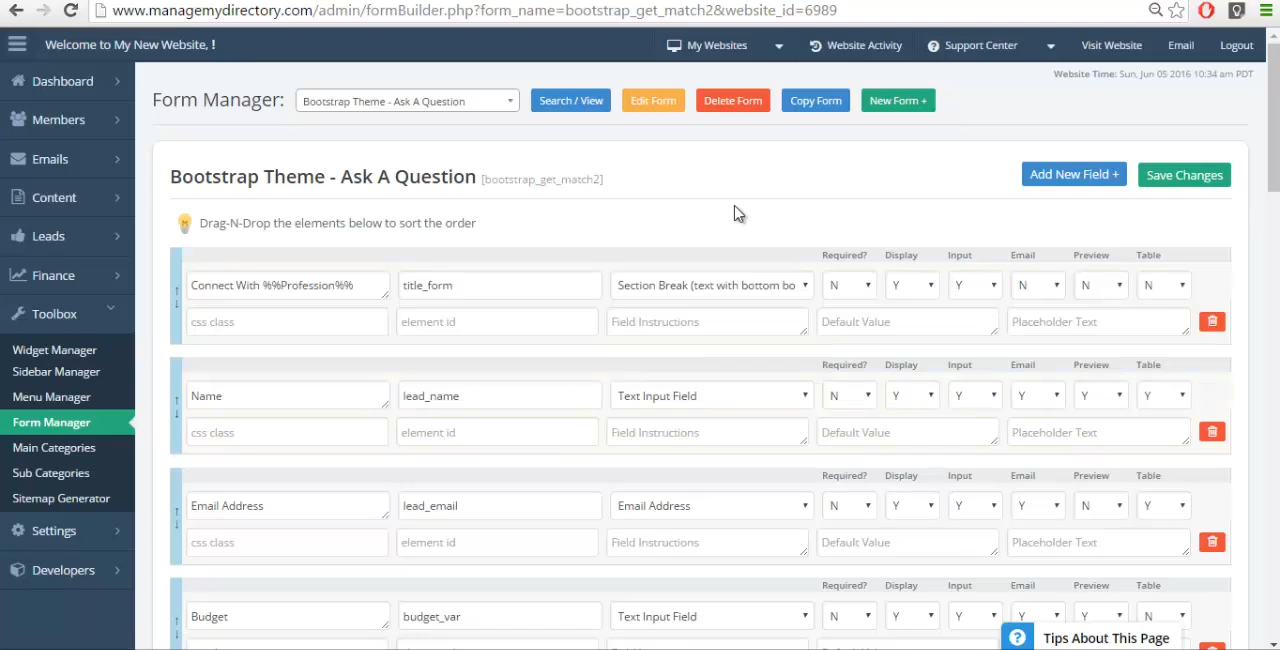 www.managemydirectory.com/admin/formBuilder.php?form_name=bootstrap_get_match2&website_id=6989
Welcome to My New Website, !
My Websites
Website Activity
Support Center
Visit Website
Email
Logout
Website Time: Sun, Jun 05 2016 10:34 am PDT
Dashboard
Members
Emails
Content
Leads
Finance
Toolbox
Widget Manager
Sidebar Manager
Menu Manager
Form Manager
Main Categories
Sub Categories
Sitemap Generator
Settings
Developers
Form Manager: Bootstrap Theme - Ask A Question Search / View Edit Form Delete Form Copy Form New Form +
Bootstrap Theme - Ask A Question [bootstrap_get_match2] Add New Field + Save Changes
Drag-N-Drop the elements below to sort the order
Required? Display Input Email Preview Table
Connect With %%Profession%% title_form Section Break (text with bottom bo N Y Y N N N
css class element id Field Instructions Default Value Placeholder Text
Required? Display Input Email Preview Table
Name lead_name Text Input Field N Y Y Y Y Y
css class element id Field Instructions Default Value Placeholder Text
Required? Display Input Email Preview Table
Email Address lead_email Email Address N Y Y Y N Y
css class element id Field Instructions Default Value Placeholder Text
Required? Display Input Email Preview Table
Budget budget_var Text Input Field N Y Y Y Y N
? Tips About This Page